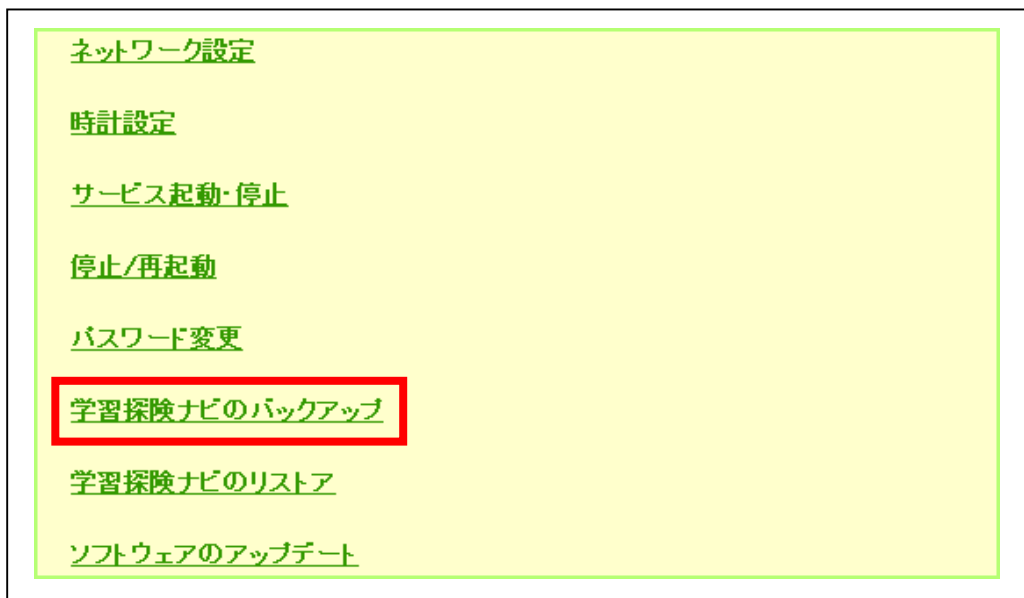 ネットワーク設定
時計設定
サービス起動・停止
停止/再起動
パスワード変更
学習探険ナビのバックアップ
学習探険ナビのリストア
ソフトウェアのアップデート